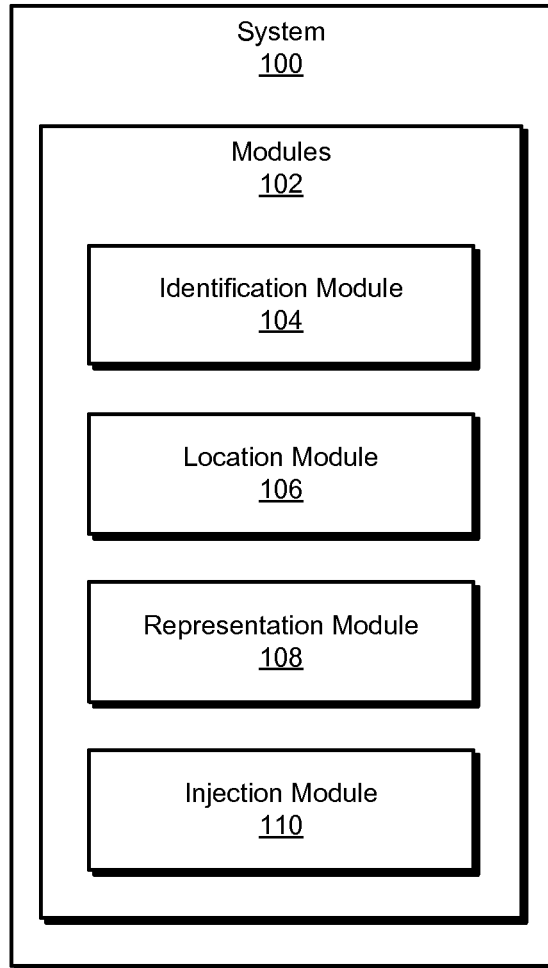 System
100
Modules
102
Identification Module
104
Location Module
106
Representation Module
108
Injection Module
110